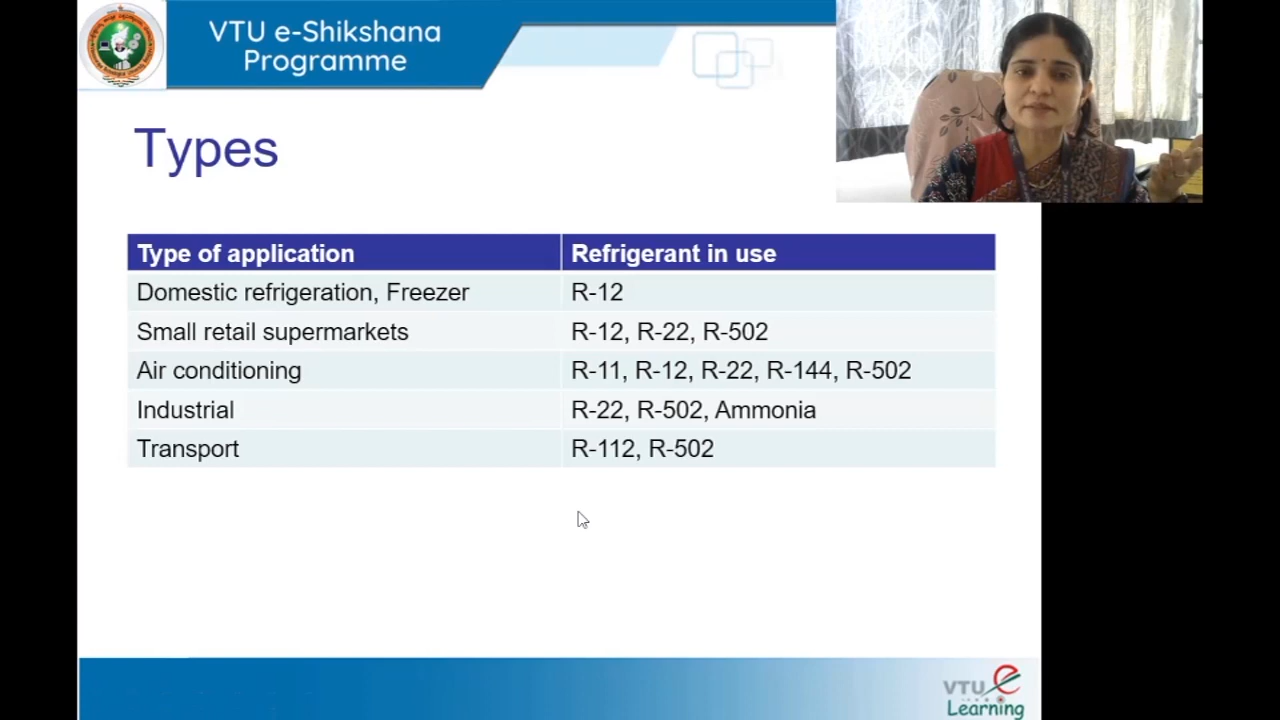 VTU e-Shikshana
Programme
Types
Type of application Refrigerant in use
Domestic refrigeration, Freezer R-12
Small retail supermarkets R-12, R-22, R-502
Air conditioning R-11, R-12, R-22, R-144, R-502
Industrial R-22, R-502, Ammonia
Transport R-112, R-502
VTU
Learning